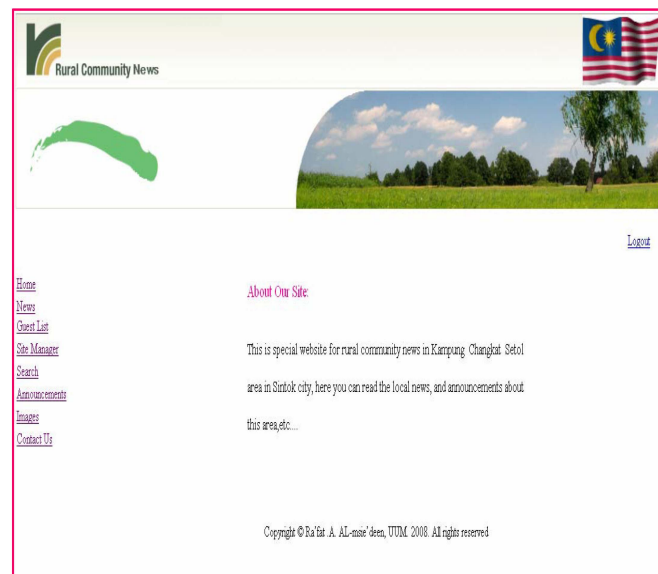 Rural Community News
Logout
Home
News
Guest List
Site Manager
Search
Announcements
Images
Contact Us
About Our Site:
This is special website for rural community news in Kampung Changkat Setol
area in Sintok city, here you can read the local news, and announcements about
this area,etc....
Copyright © Ra'fat .A. AL-msie'deen, UUM. 2008. All rights reserved